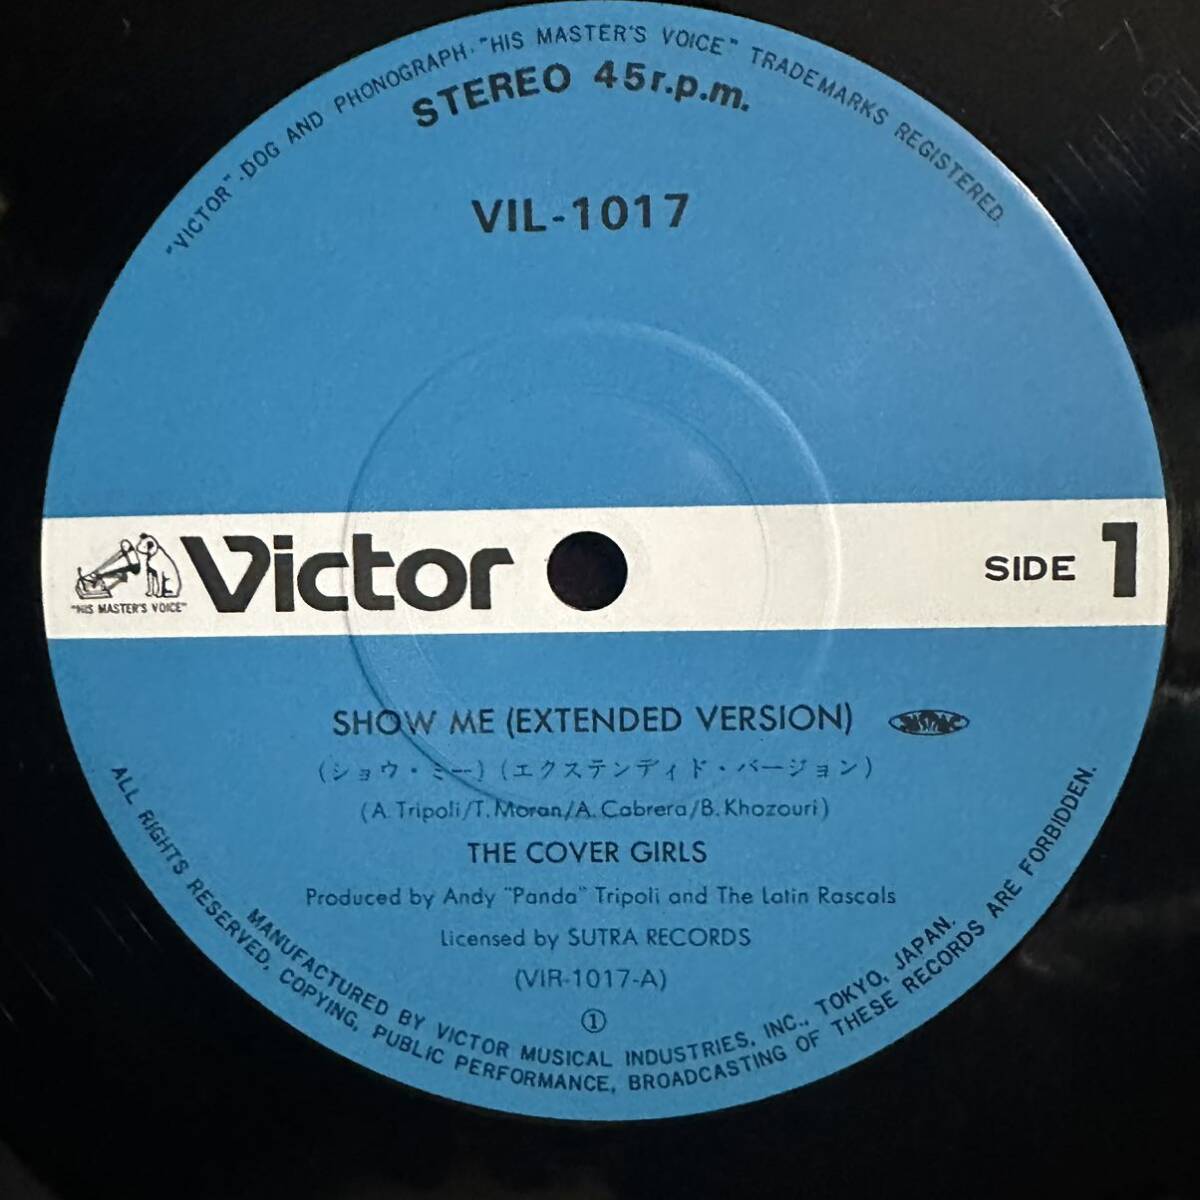 "VICTOR"·DOG AND PHONOGRAPH·"HIS MASTER'S VOICE" TRADEMARKS REGISTERED.
STEREO 45r.p.m.
VIL-1017
"HIS MASTER'S VOICE"
Victor
SIDE 1
SHOW ME (EXTENDED VERSION)
(ショウ・ミー) (エクステンディド・バージョン)
(A. Tripoli/T. Moran/A. Cabrera/B. Khozouri)
THE COVER GIRLS
Produced by Andy "Panda" Tripoli and The Latin Rascals
Licensed by SUTRA RECORDS
(VIR-1017-A)
①
MANUFACTURED BY VICTOR MUSICAL INDUSTRIES, INC., TOKYO, JAPAN.
ALL RIGHTS RESERVED, COPYING, PUBLIC PERFORMANCE, BROADCASTING OF THESE RECORDS ARE FORBIDDEN.